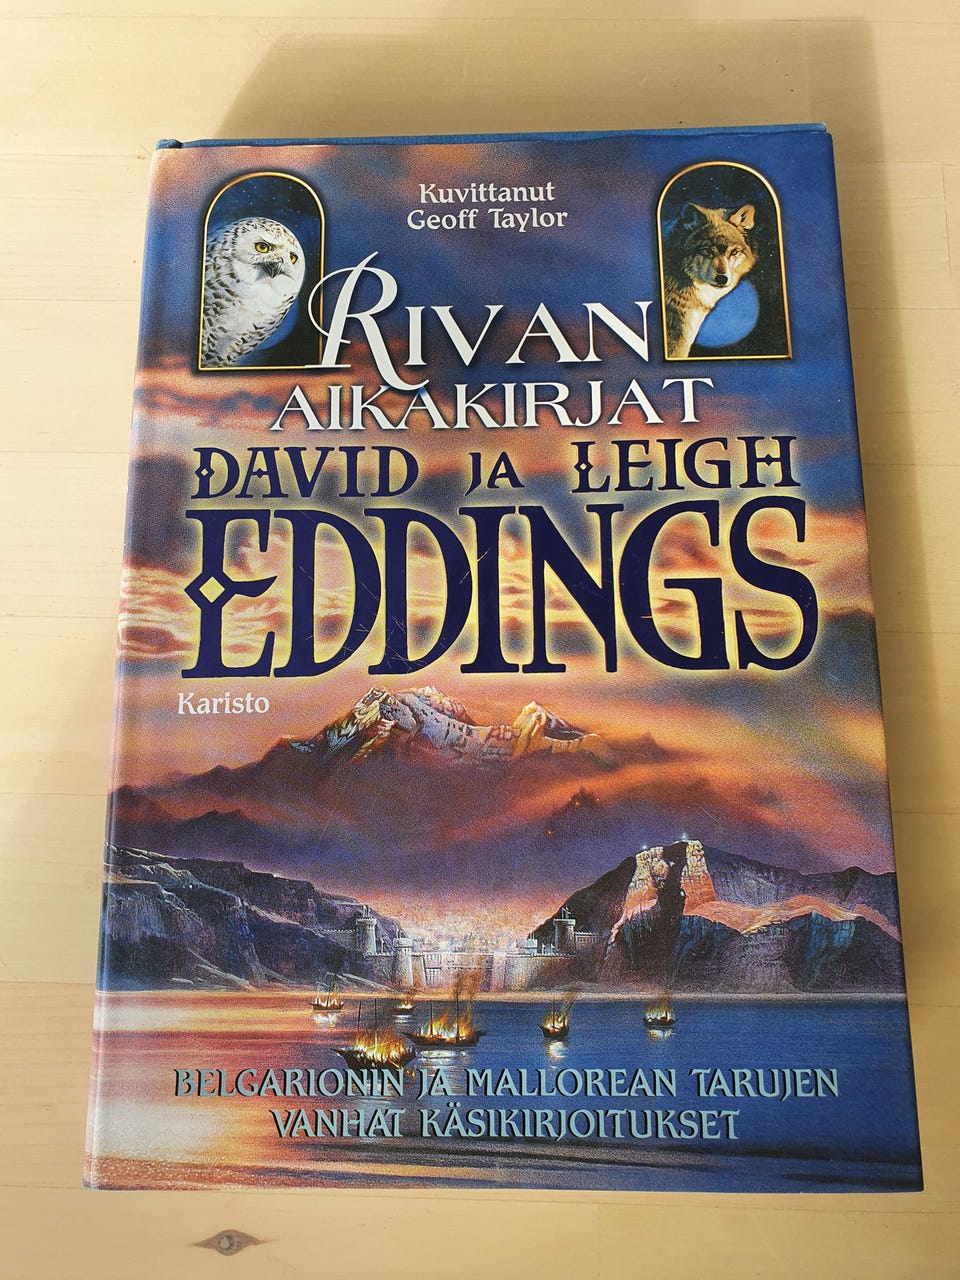 Kuvittanut
Geoff Taylor
RIVAN
AIKAKIRJAT
DAVID JA LEIGH
EDDINGS
Karisto
BELGARIONIN JA MALLOREAN TARUJEN
VANHAT KÄSIKIRJOITUKSET